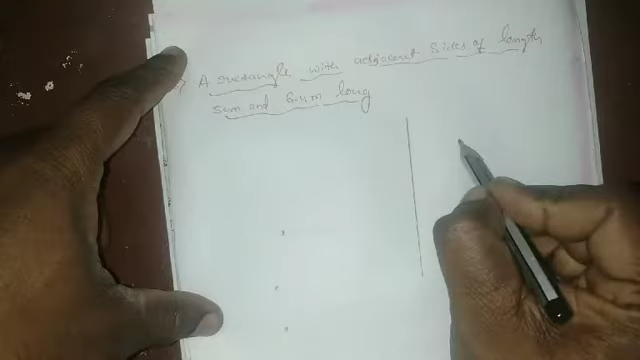 A rectangle with adjacent sides of length
5cm and 6cm long